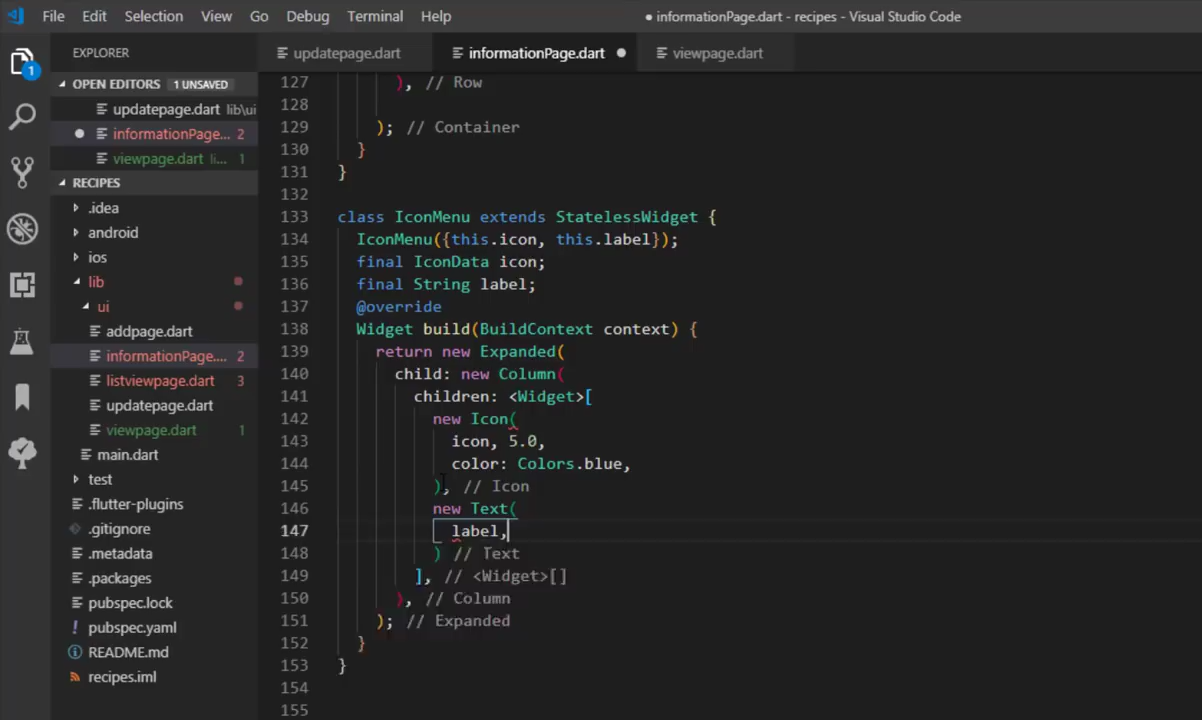 File Edit Selection View Go Debug Terminal Help ● informationPage.dart - recipes - Visual Studio Code
EXPLORER
updatepage.dart informationPage.dart ● viewpage.dart
OPEN EDITORS 1 UNSAVED
updatepage.dart lib\ui
informationPage... 2
viewpage.dart li... 1
RECIPES
.idea
android
ios
lib
ui
addpage.dart
informationPage.... 2
listviewpage.dart 3
updatepage.dart
viewpage.dart 1
main.dart
test
.flutter-plugins
.gitignore
.metadata
.packages
pubspec.lock
pubspec.yaml
README.md
recipes.iml
1
127 ), // Row
128
129 ); // Container
130 }
131 }
132
133 class IconMenu extends StatelessWidget {
134 IconMenu({this.icon, this.label});
135 final IconData icon;
136 final String label;
137 @override
138 Widget build(BuildContext context) {
139 return new Expanded(
140 child: new Column(
141 children: <Widget>[
142 new Icon(
143 icon, 5.0,
144 color: Colors.blue,
145 ), // Icon
146 new Text(
147 label,
148 ) // Text
149 ], // <Widget>[]
150 ), // Column
151 ); // Expanded
152 }
153 }
154
155